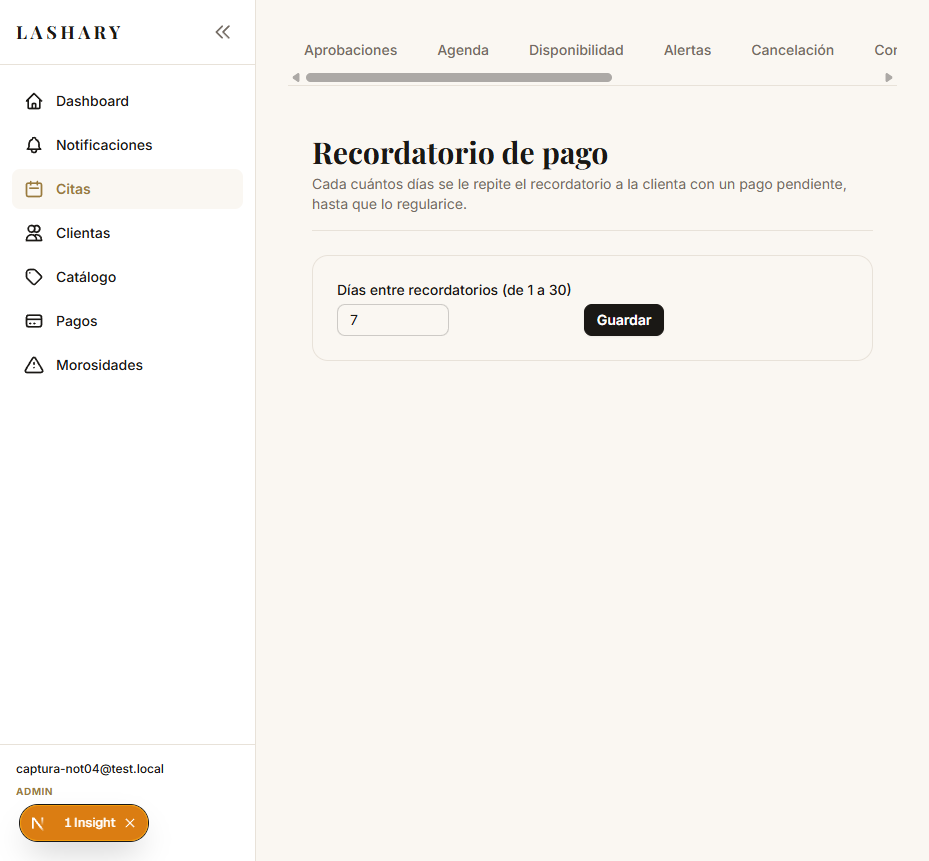 LASHARY
Dashboard
Notificaciones
Citas
Clientas
Catálogo
Pagos
Morosidades
captura-not04@test.local
ADMIN
1 Insight
Aprobaciones
Agenda
Disponibilidad
Alertas
Cancelación
Recordatorio de pago
Cada cuántos días se le repite el recordatorio a la clienta con un pago pendiente,
hasta que lo regularice.
Días entre recordatorios (de 1 a 30)
7
Guardar